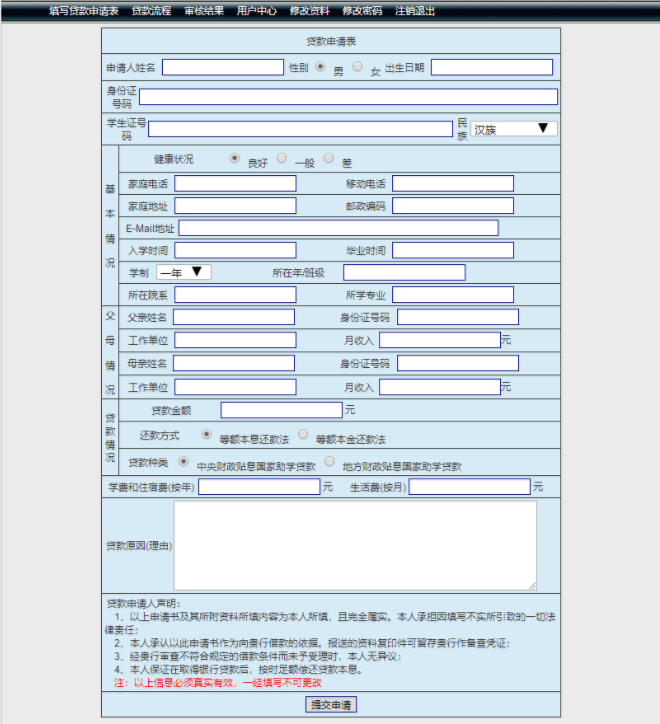 填写贷款申请表 贷款流程 审核结果 用户中心 修改资料 修改密码 注销退出
贷款申请表
申请人姓名 性别 男 女 出生日期
身份证号码
学生证号码 民族 汉族
基本情况
健康状况 良好 一般 差
家庭电话 移动电话
家庭地址 邮政编码
E-Mail地址
入学时间 毕业时间
学制 一年 所在年/班级
所在院系 所学专业
父母情况
父亲姓名 身份证号码
工作单位 月收入 元
母亲姓名 身份证号码
工作单位 月收入 元
贷款情况
贷款金额 元
还款方式 等额本息还款法 等额本金还款法
贷款种类 中央财政贴息国家助学贷款 地方财政贴息国家助学贷款
学费和住宿费(按年) 元 生活费(按月) 元
贷款原因(理由)
贷款申请人声明：
1、以上申请书及其所附资料所填内容为本人所填，且完全属实。本人承担因填写不实所引致的一切法
律责任；
2、本人承认以此申请书作为向贵行借款的依据。报送的资料复印件可留存贵行作备查凭证；
3、经贵行审查不符合规定的借款条件而未予受理时，本人无异议；
4、本人保证在取得银行贷款后，按时足额偿还贷款本息。
注：以上信息必须真实有效，一经填写不可更改
提交申请